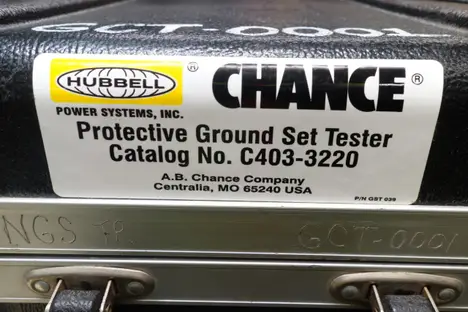 GCT-0001
HUBBELL ®
POWER SYSTEMS, INC.
CHANCE ®
Protective Ground Set Tester
Catalog No. C403-3220
A.B. Chance Company
Centralia, MO 65240 USA
P/N GST 039
NGS
GCT-0001